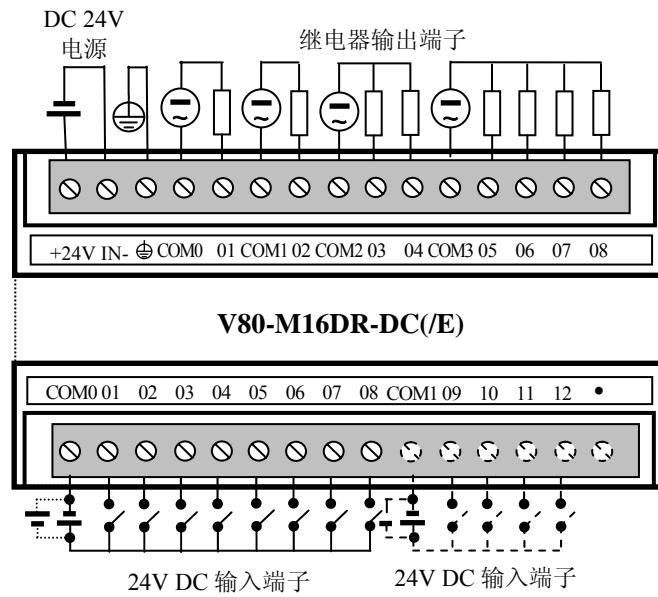 DC 24V
电源
继电器输出端子
+24V IN- ⏚ COM0 01 COM1 02 COM2 03 04 COM3 05 06 07 08
V80-M16DR-DC(/E)
COM0 01 02 03 04 05 06 07 08 COM1 09 10 11 12 •
24V DC 输入端子
24V DC 输入端子